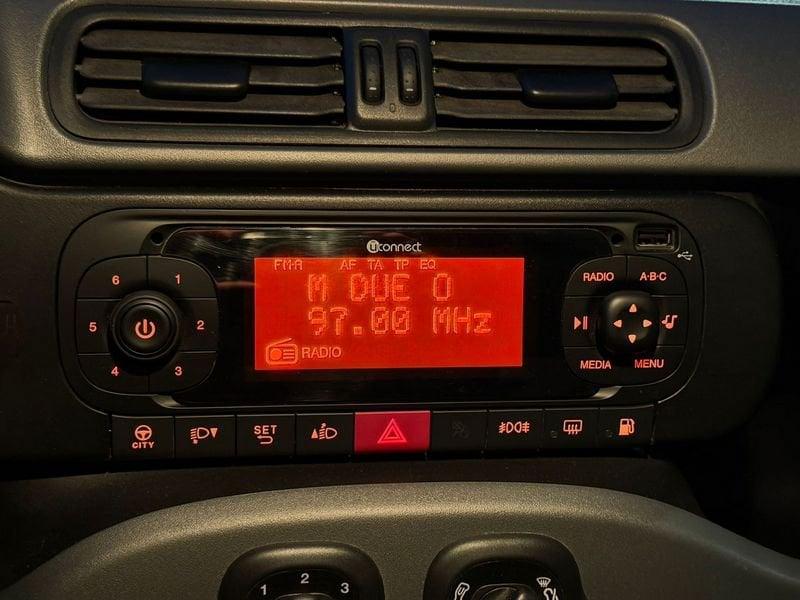 0
Uconnect
FM-A AF TA TP EQ
M DUE O
97.00 MHz
RADIO
6 1
5 2
4 3
RADIO A·B·C
MEDIA MENU
CITY
SET
1 2 3